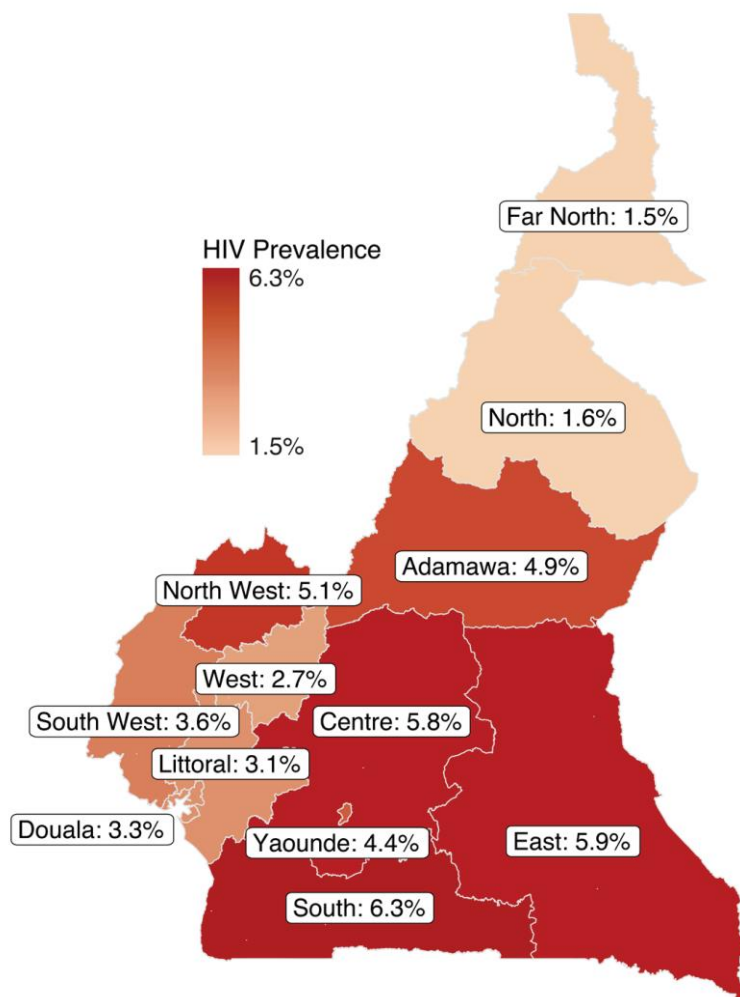 Far North: 1.5%
HIV Prevalence
6.3%
1.5%
North: 1.6%
Adamawa: 4.9%
North West: 5.1%
West: 2.7%
South West: 3.6%
Centre: 5.8%
Littoral: 3.1%
Douala: 3.3%
Yaounde: 4.4%
East: 5.9%
South: 6.3%